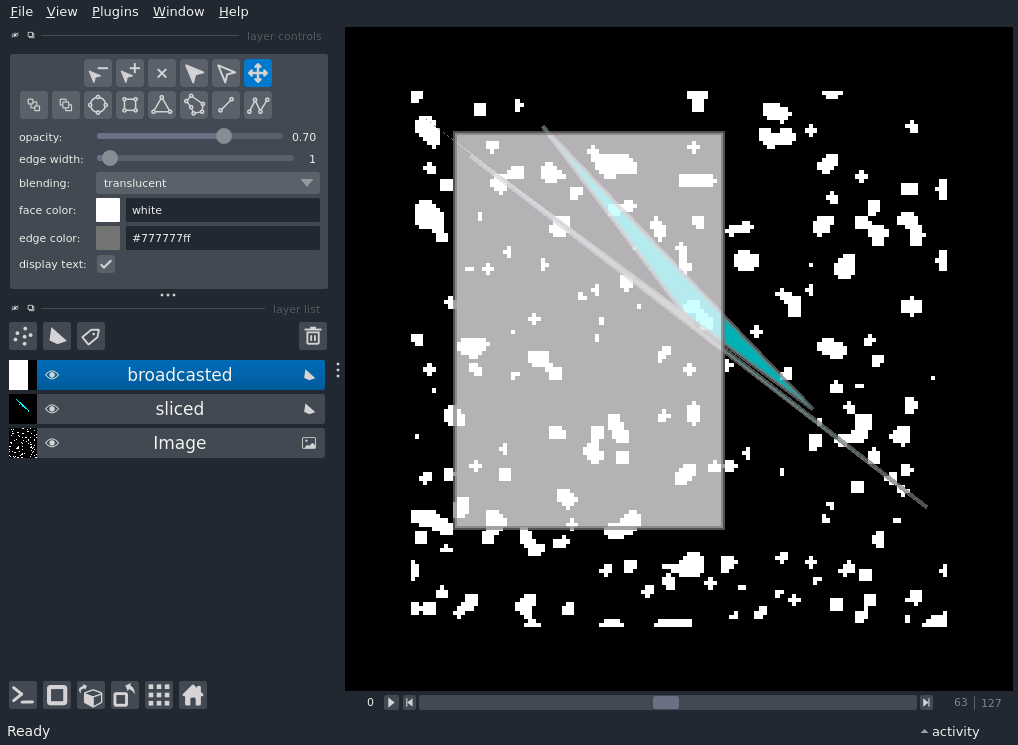 File View Plugins Window Help
layer controls
opacity: 0.70
edge width: 1
blending: translucent
face color: white
edge color: #777777ff
display text:
layer list
broadcasted
sliced
Image
0 63 127
Ready activity